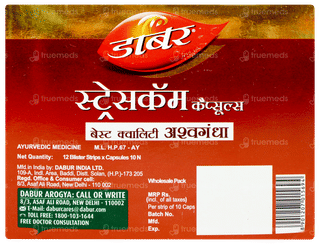 डाबर
स्ट्रेसकॅम कॅप्सूल्स
बेस्ट क्वालिटी अश्वगंधा
AYURVEDIC MEDICINE M.L. H.P.67 - AY
Net Quantity: 12 Blister Strips x Capsules 10 N
Mfd in India by: DABUR INDIA LTD.
109-A, Indl. Area, Baddi, Distt. Solan, (H.P.)-173 205
Regd. Office & Consumer cell:
8/3, Asaf Ali Road, New Delhi - 110 002
DABUR AROGYA: CALL OR WRITE
8/3, ASAF ALI ROAD, NEW DELHI - 110002
E-Mail: daburcares@dabur.com
TOLL FREE: 1800-103-1644
FREE DOCTOR CONSULTATION
Wholesale Pack
MRP Rs.
(incl. of all taxes)
Per strip of 10 Caps
Batch No.
Mfd.
Exp.
truemeds